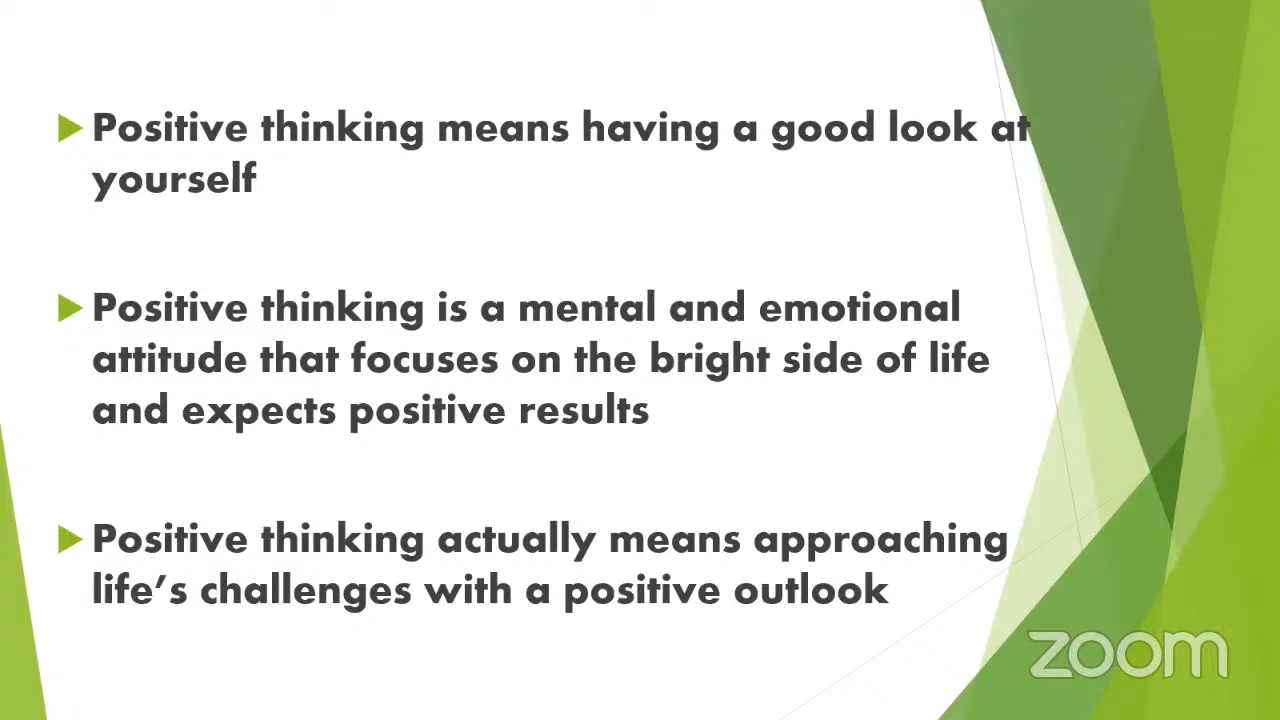 Positive thinking means having a good look at
yourself
Positive thinking is a mental and emotional
attitude that focuses on the bright side of life
and expects positive results
Positive thinking actually means approaching
life’s challenges with a positive outlook
zoom